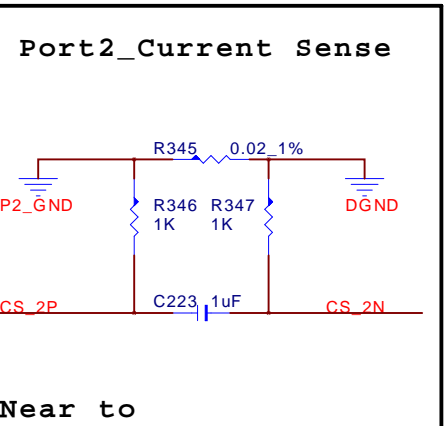 Port2_Current Sense
R345 0.02_1%
P2_GND
R346 R347
DGND
1K 1K
C223 1uF
CS_2P
CS_2N
Near to